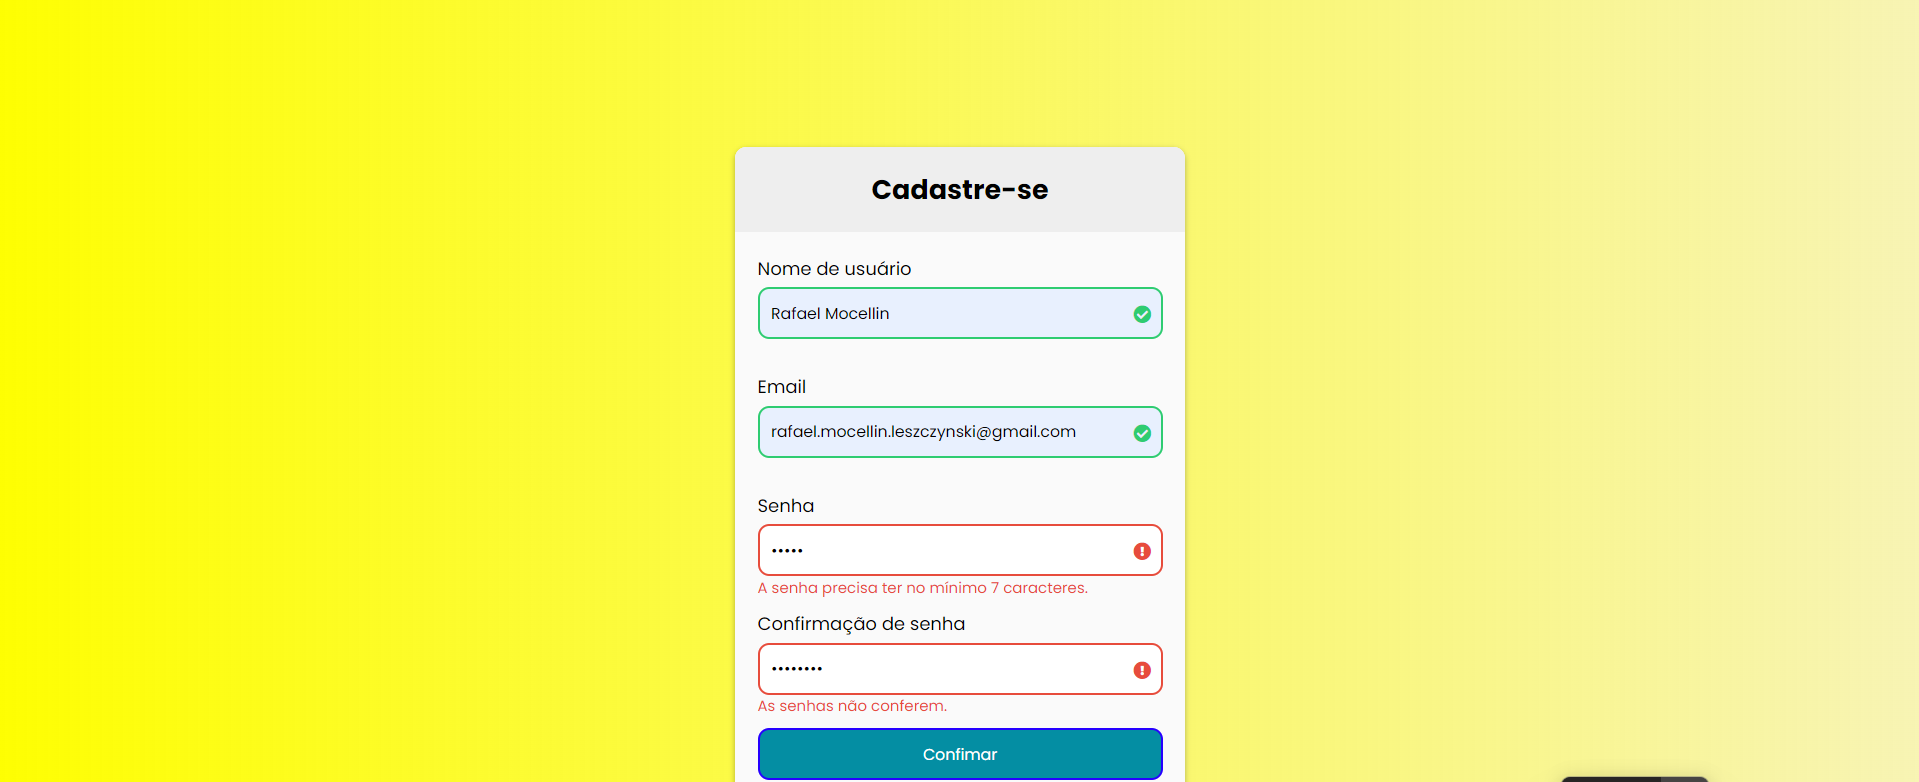 Cadastre-se
Nome de usuário
Rafael Mocellin
Email
rafael.mocellin.leszczynski@gmail.com
Senha
•••••
A senha precisa ter no mínimo 7 caracteres.
Confirmação de senha
••••••••
As senhas não conferem.
Confimar